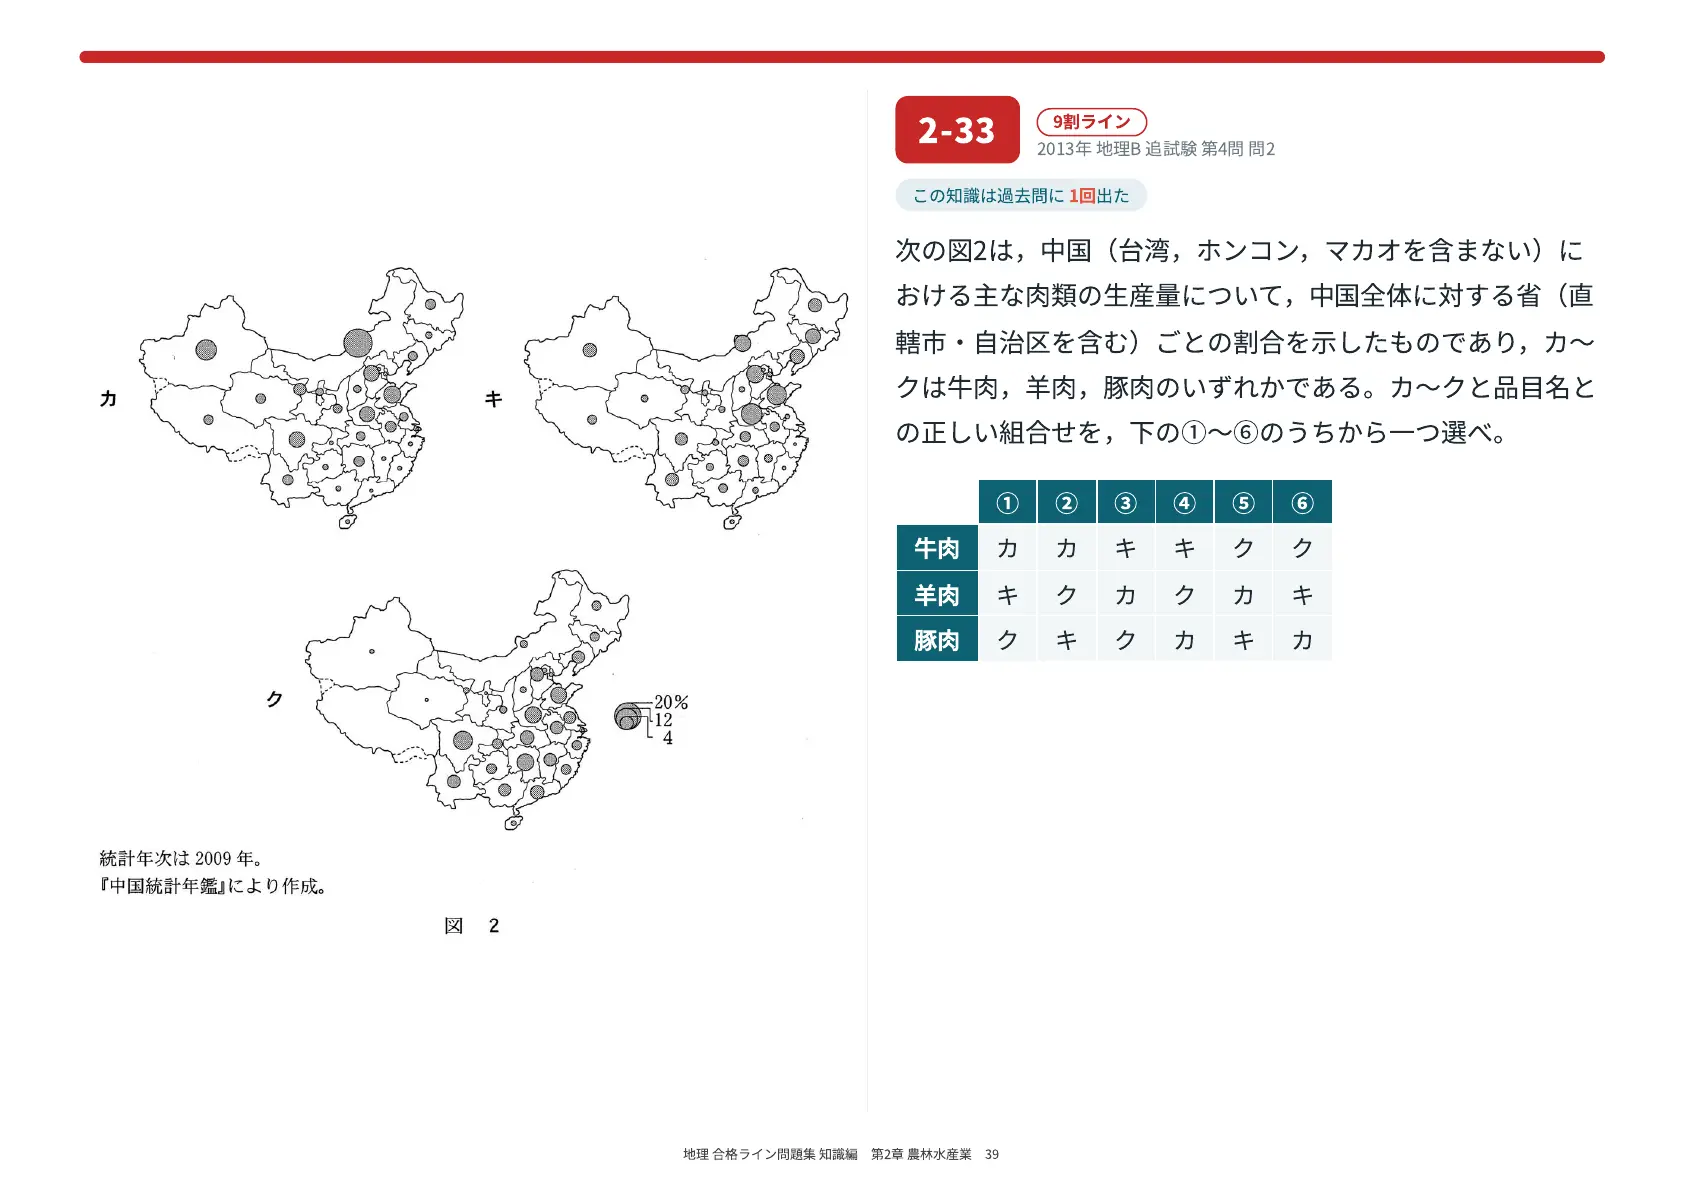 カ
キ
ク
20%
12
4
統計年次は 2009 年。
『中国統計年鑑』により作成。
図 2
2-33
9割ライン
2013年 地理B 追試験 第4問 問2
この知識は過去問に 1回出た
次の図2は，中国（台湾，ホンコン，マカオを含まない）に
おける主な肉類の生産量について，中国全体に対する省（直
轄市・自治区を含む）ごとの割合を示したものであり，カ～
クは牛肉，羊肉，豚肉のいずれかである。カ～クと品目名と
の正しい組合せを，下の①～⑥のうちから一つ選べ。
① ② ③ ④ ⑤ ⑥
牛肉 カ カ キ キ ク ク
羊肉 キ ク カ ク カ キ
豚肉 ク キ ク カ キ カ
地理 合格ライン問題集 知識編　第2章 農林水産業　39